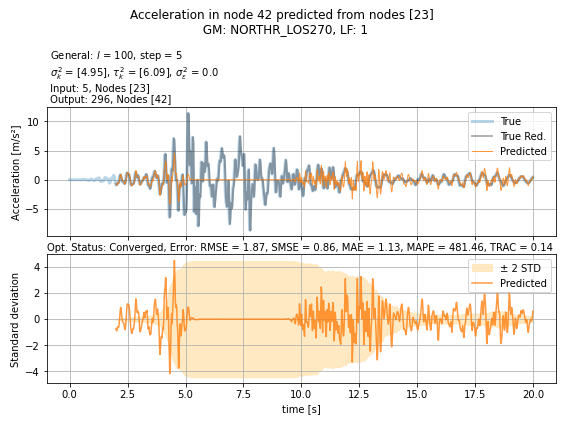 Acceleration in node 42 predicted from nodes [23]
GM: NORTHR_LOS270, LF: 1
General: l = 100, step = 5
σ²ₖ = [4.95], τ²ₖ = [6.09], σ²ε = 0.0
Input: 5, Nodes [23]
Output: 296, Nodes [42]
Acceleration [m/s²]
10
5
0
−5
True
True Red.
Predicted
Opt. Status: Converged, Error: RMSE = 1.87, SMSE = 0.86, MAE = 1.13, MAPE = 481.46, TRAC = 0.14
Standard deviation
4
2
0
−2
−4
± 2 STD
Predicted
0.0 2.5 5.0 7.5 10.0 12.5 15.0 17.5 20.0
time [s]